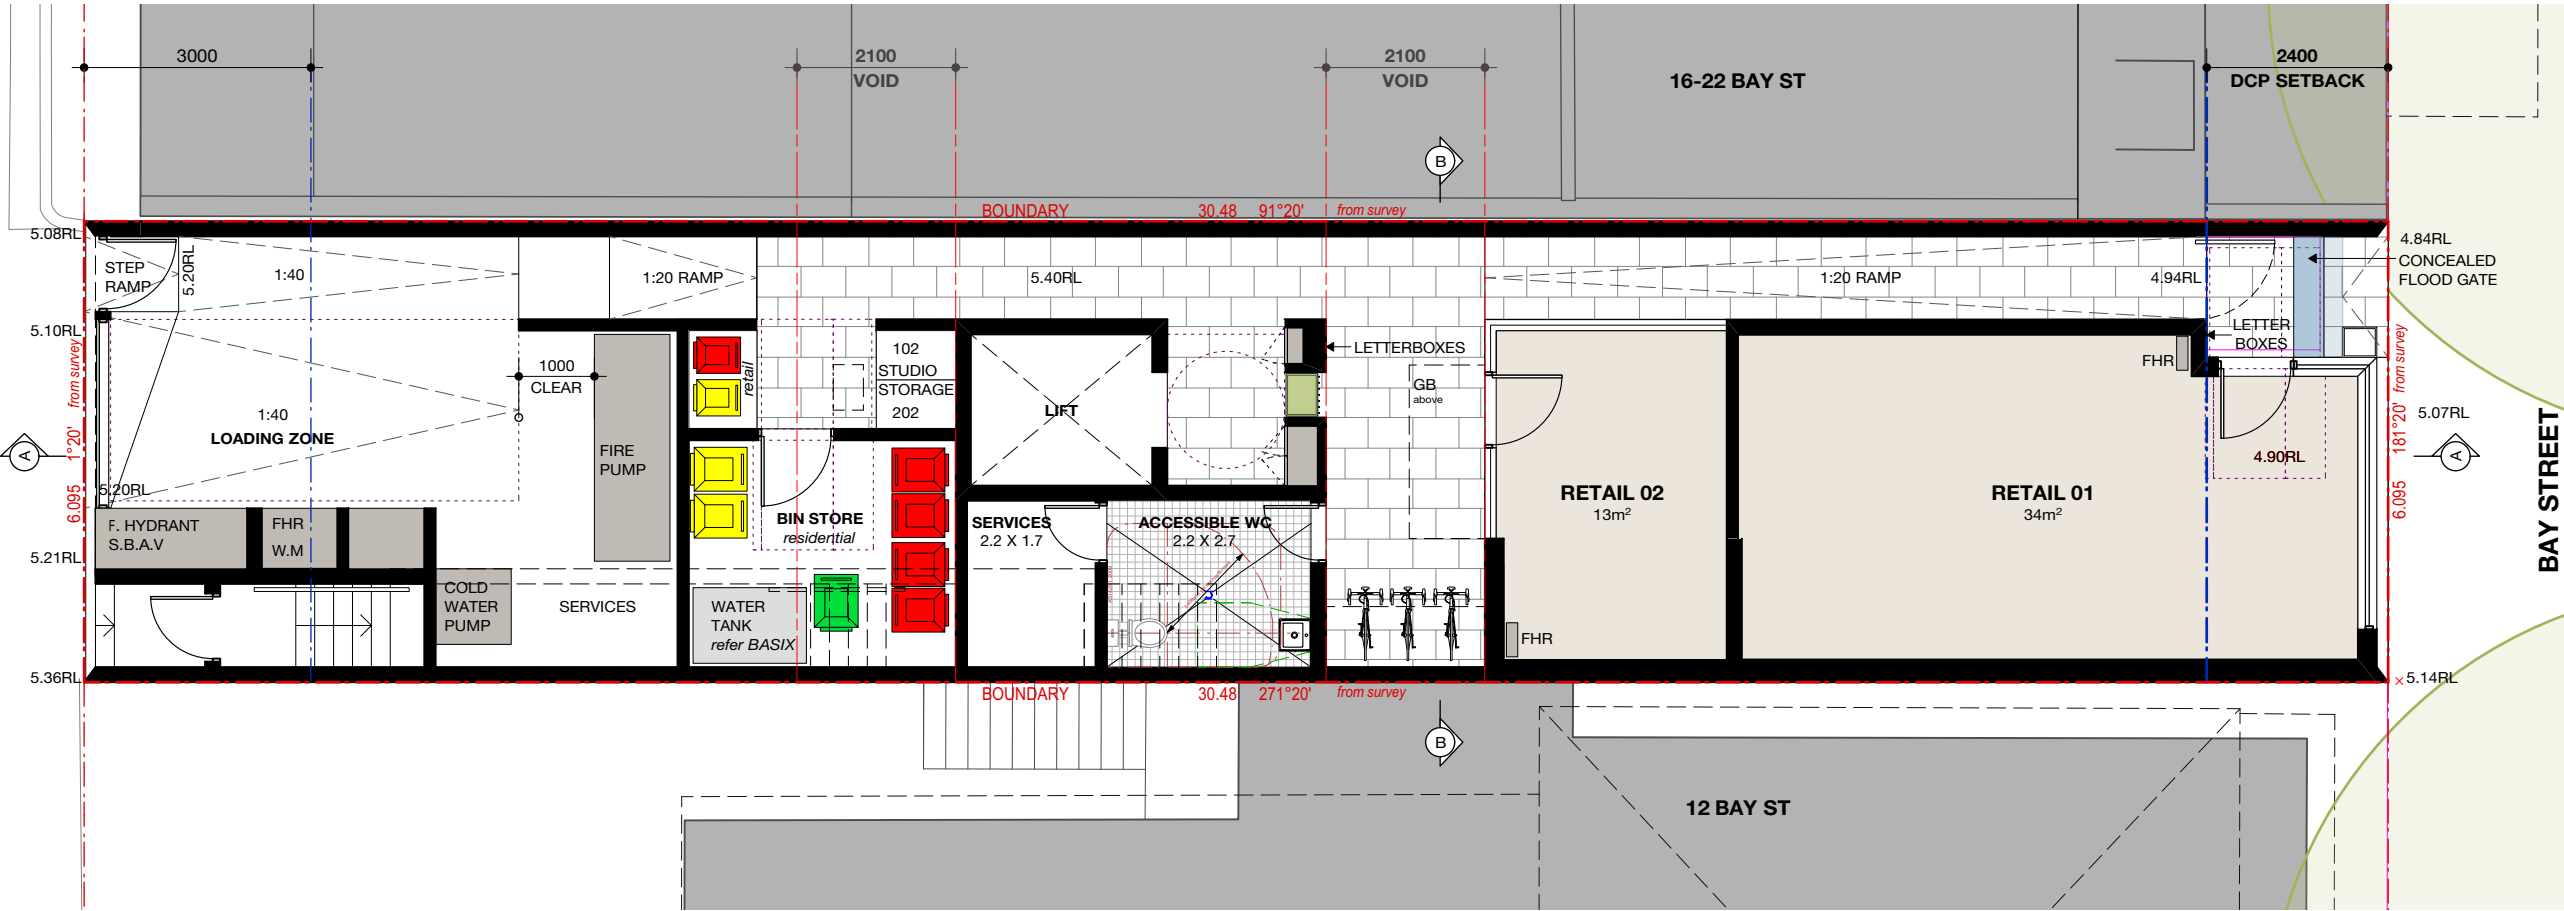 3000
2100
VOID
2100
VOID
16-22 BAY ST
2400
DCP SETBACK
B
BOUNDARY 30.48 91°20' from survey
5.08RL
STEP
RAMP
5.20RL
1:40
1:20 RAMP
5.40RL
1:20 RAMP
4.94RL
4.84RL
CONCEALED
FLOOD GATE
5.10RL
from survey
1°20'
6.095
1000
CLEAR
1:40
LOADING ZONE
A
5.20RL
FIRE
PUMP
retail
102
STUDIO
STORAGE
202
LIFT
LETTERBOXES
GB
above
FHR
LETTER
BOXES
from survey
181°20'
6.095
5.07RL
A
BAY STREET
4.90RL
RETAIL 02
13m²
RETAIL 01
34m²
F. HYDRANT
S.B.A.V
FHR
W.M
BIN STORE
residential
SERVICES
2.2 X 1.7
ACCESSIBLE WC
2.2 X 2.7
5.21RL
COLD
WATER
PUMP
SERVICES
WATER
TANK
refer BASIX
FHR
5.36RL
5.14RL
BOUNDARY 30.48 271°20' from survey
B
12 BAY ST